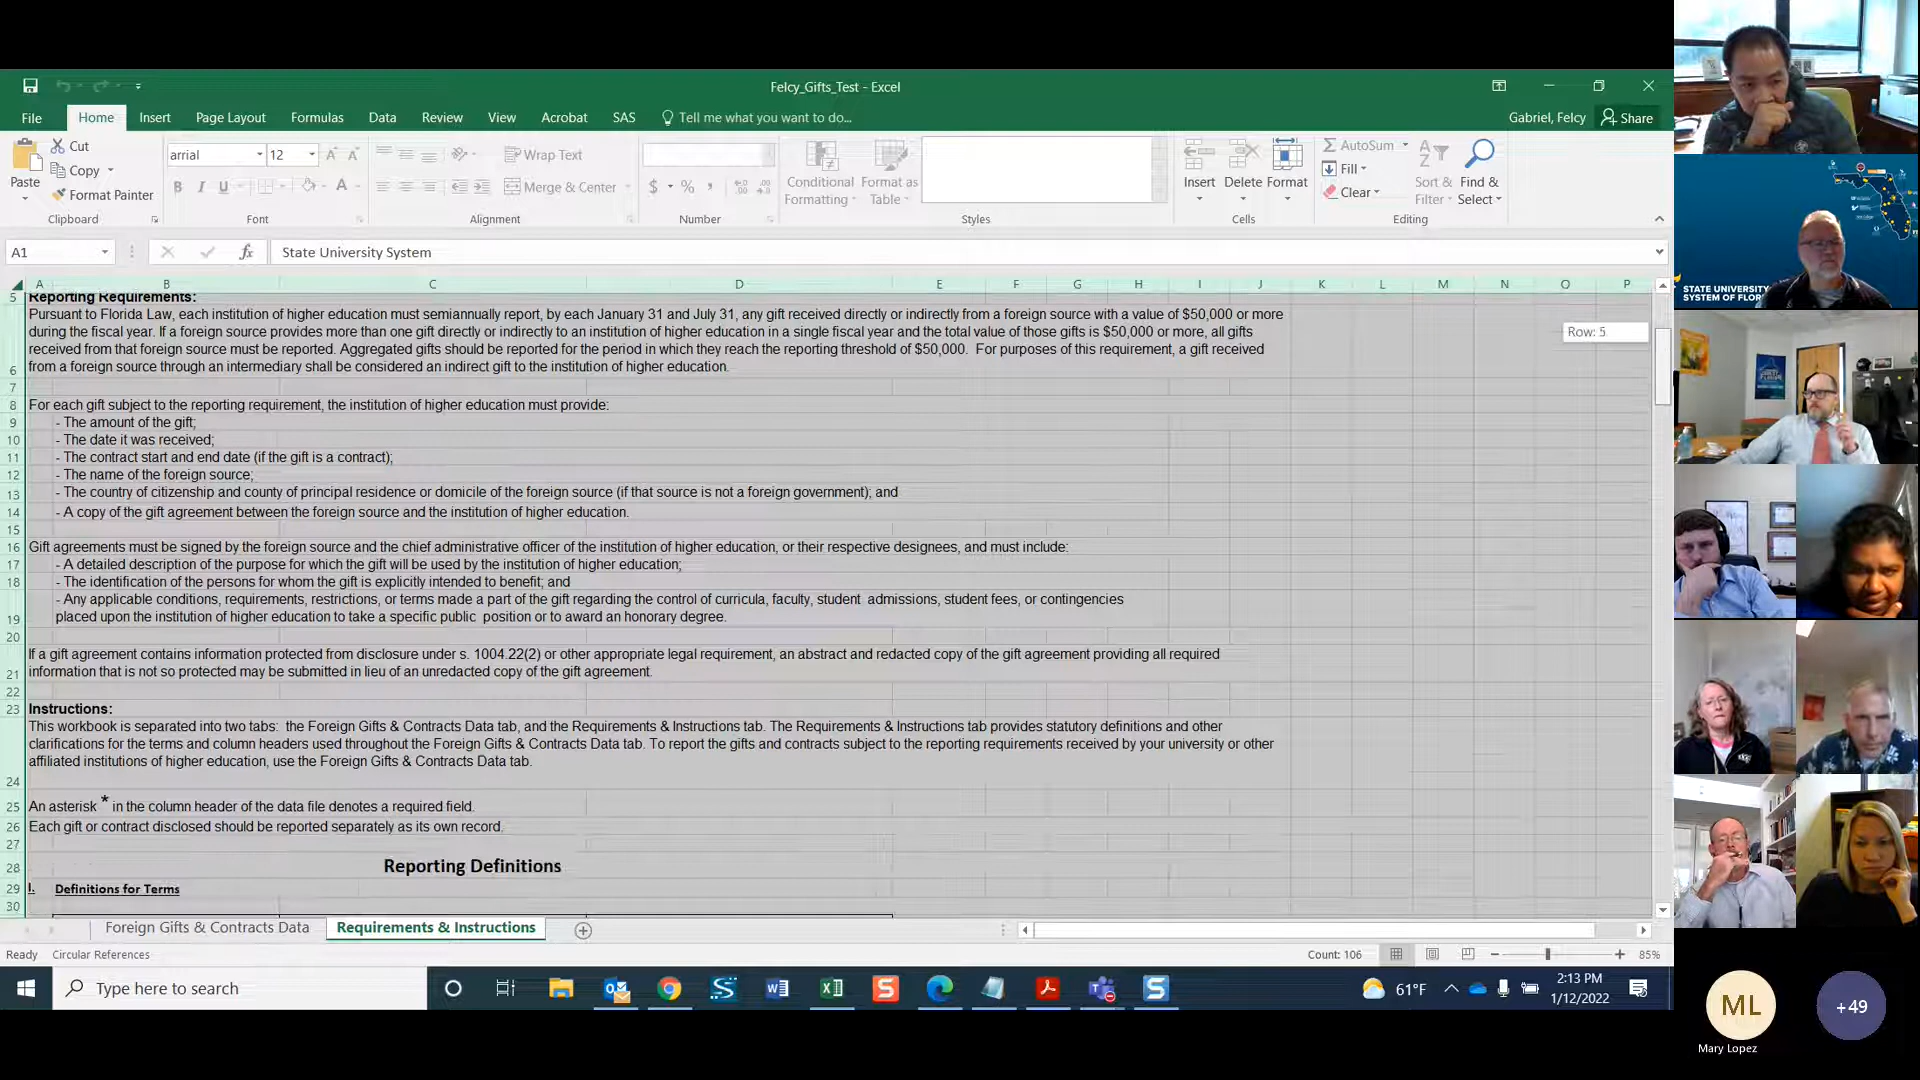 Felcy_Gifts_Test - Excel
File Home Insert Page Layout Formulas Data Review View Acrobat SAS Tell me what you want to do... Gabriel, Felcy Share
Paste
Cut
Copy
Format Painter
Clipboard
arrial 12
B I U
Font
Wrap Text
Merge & Center
Alignment
$ % ,
Number
Conditional Formatting
Format as Table
Styles
Insert Delete Format
Cells
AutoSum
Fill
Clear
Sort & Filter
Find & Select
Editing
A1 fx State University System
A B C D E F G H I J K L M N O P
5 Reporting Requirements:
Pursuant to Florida Law, each institution of higher education must semiannually report, by each January 31 and July 31, any gift received directly or indirectly from a foreign source with a value of $50,000 or more
during the fiscal year. If a foreign source provides more than one gift directly or indirectly to an institution of higher education in a single fiscal year and the total value of those gifts is $50,000 or more, all gifts
received from that foreign source must be reported. Aggregated gifts should be reported for the period in which they reach the reporting threshold of $50,000.  For purposes of this requirement, a gift received
6 from a foreign source through an intermediary shall be considered an indirect gift to the institution of higher education.
Row: 5
7
8 For each gift subject to the reporting requirement, the institution of higher education must provide:
9 - The amount of the gift;
10 - The date it was received;
11 - The contract start and end date (if the gift is a contract);
12 - The name of the foreign source;
13 - The country of citizenship and county of principal residence or domicile of the foreign source (if that source is not a foreign government); and
14 - A copy of the gift agreement between the foreign source and the institution of higher education.
15
16 Gift agreements must be signed by the foreign source and the chief administrative officer of the institution of higher education, or their respective designees, and must include:
17 - A detailed description of the purpose for which the gift will be used by the institution of higher education;
18 - The identification of the persons for whom the gift is explicitly intended to benefit; and
- Any applicable conditions, requirements, restrictions, or terms made a part of the gift regarding the control of curricula, faculty, student  admissions, student fees, or contingencies
19 placed upon the institution of higher education to take a specific public  position or to award an honorary degree.
20
If a gift agreement contains information protected from disclosure under s. 1004.22(2) or other appropriate legal requirement, an abstract and redacted copy of the gift agreement providing all required
21 information that is not so protected may be submitted in lieu of an unredacted copy of the gift agreement.
22
23 Instructions:
This workbook is separated into two tabs:  the Foreign Gifts & Contracts Data tab, and the Requirements & Instructions tab. The Requirements & Instructions tab provides statutory definitions and other
clarifications for the terms and column headers used throughout the Foreign Gifts & Contracts Data tab. To report the gifts and contracts subject to the reporting requirements received by your university or other
affiliated institutions of higher education, use the Foreign Gifts & Contracts Data tab.
24
25 An asterisk * in the column header of the data file denotes a required field.
26 Each gift or contract disclosed should be reported separately as its own record.
27
28 Reporting Definitions
29 I. Definitions for Terms
30
Foreign Gifts & Contracts Data Requirements & Instructions
Ready Circular References Count: 106 85%
Type here to search
61°F
2:13 PM
1/12/2022
STATE UNIVERSITY
SYSTEM OF FLOR
ML
Mary Lopez
+49